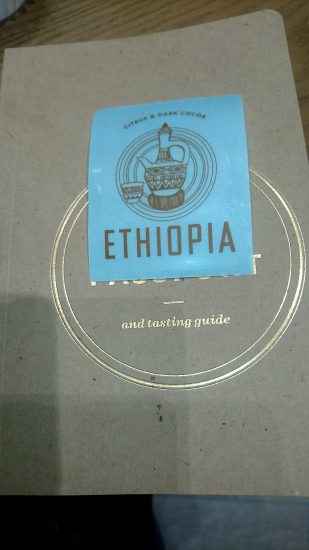 CITRUS & DARK COCOA
ETHIOPIA
and tasting guide